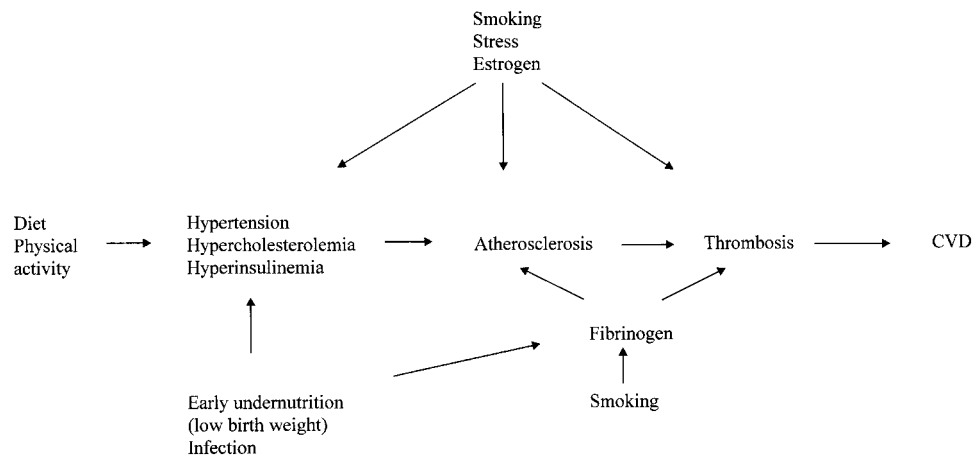 Smoking
Stress
Estrogen
Diet
Physical
activity
Hypertension
Hypercholesterolemia
Hyperinsulinemia
Atherosclerosis
Thrombosis
CVD
Fibrinogen
Smoking
Early undernutrition
(low birth weight)
Infection